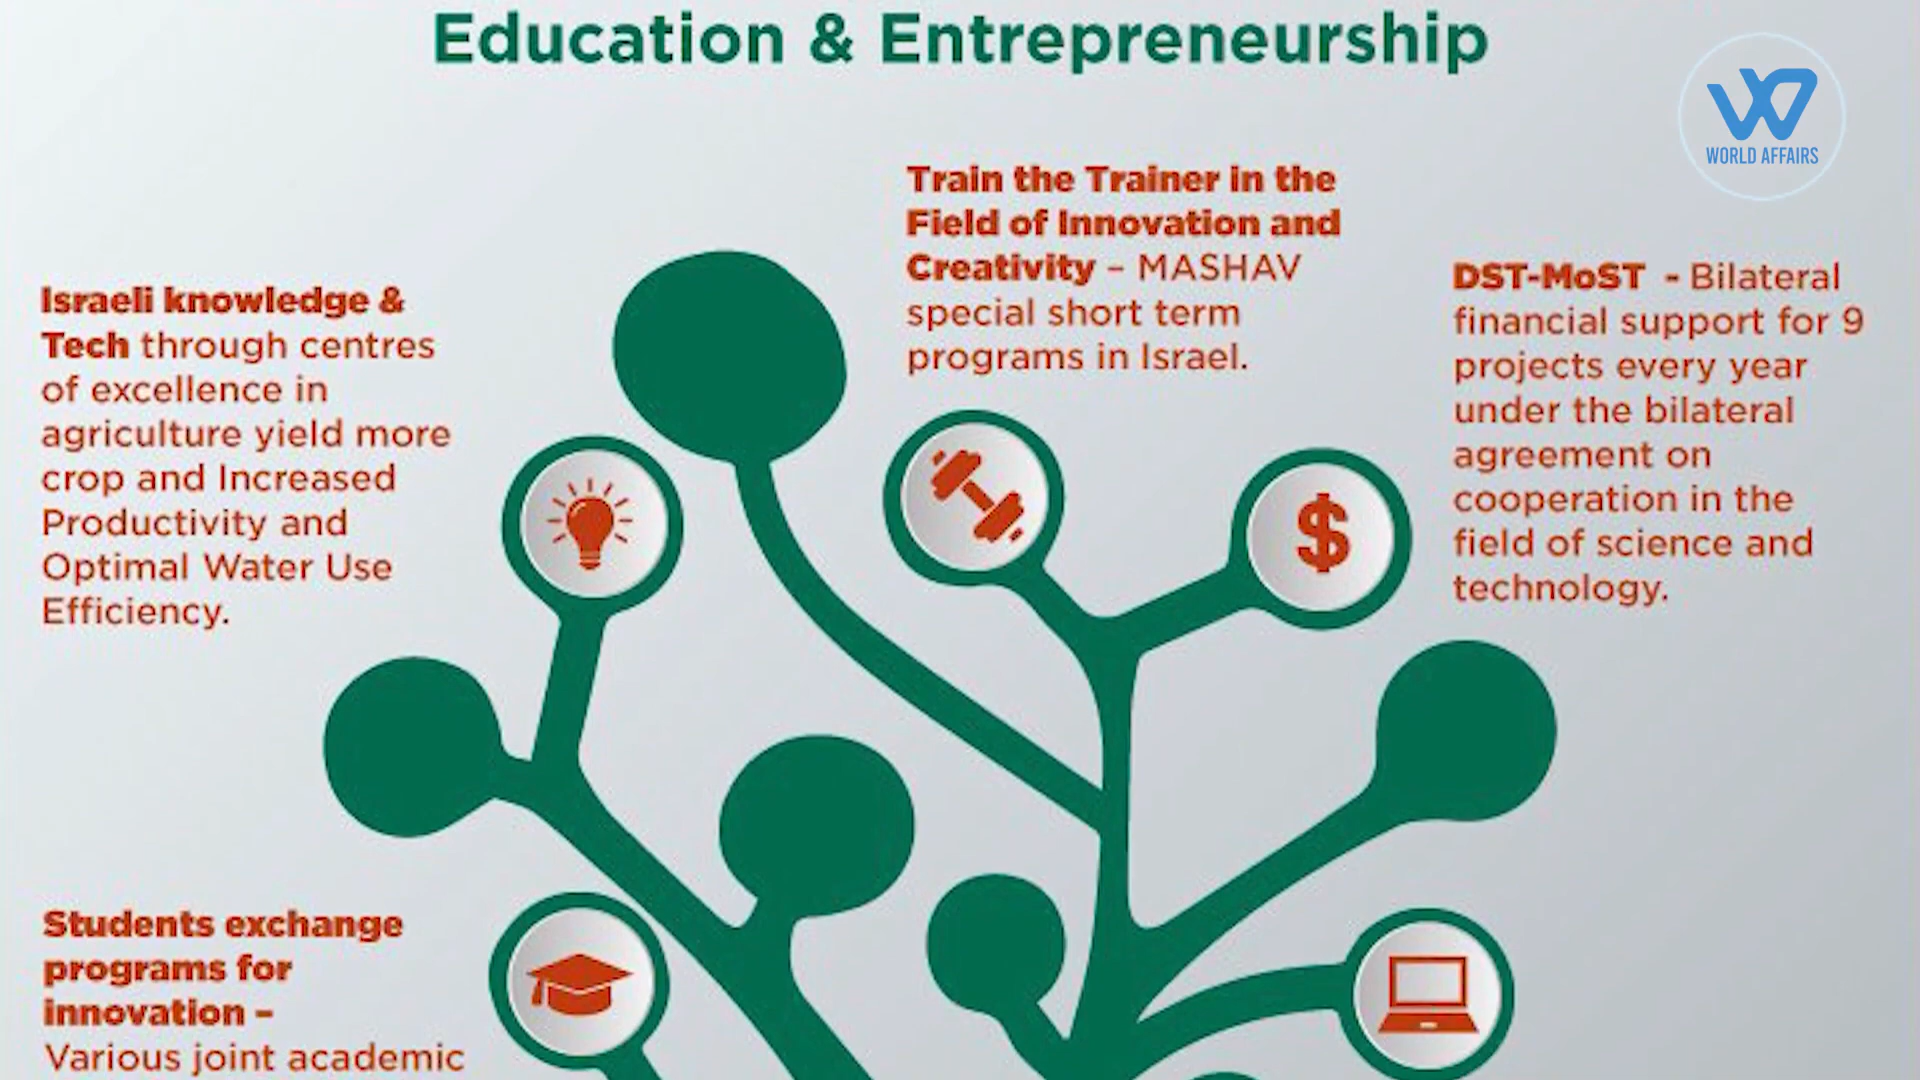 Education & Entrepreneurship
WORLD AFFAIRS
Train the Trainer in the
Field of Innovation and
Creativity – MASHAV
special short term
programs in Israel.
DST-MoST - Bilateral
financial support for 9
projects every year
under the bilateral
agreement on
cooperation in the
field of science and
technology.
Israeli knowledge &
Tech through centres
of excellence in
agriculture yield more
crop and Increased
Productivity and
Optimal Water Use
Efficiency.
Students exchange
programs for
innovation –
Various joint academic